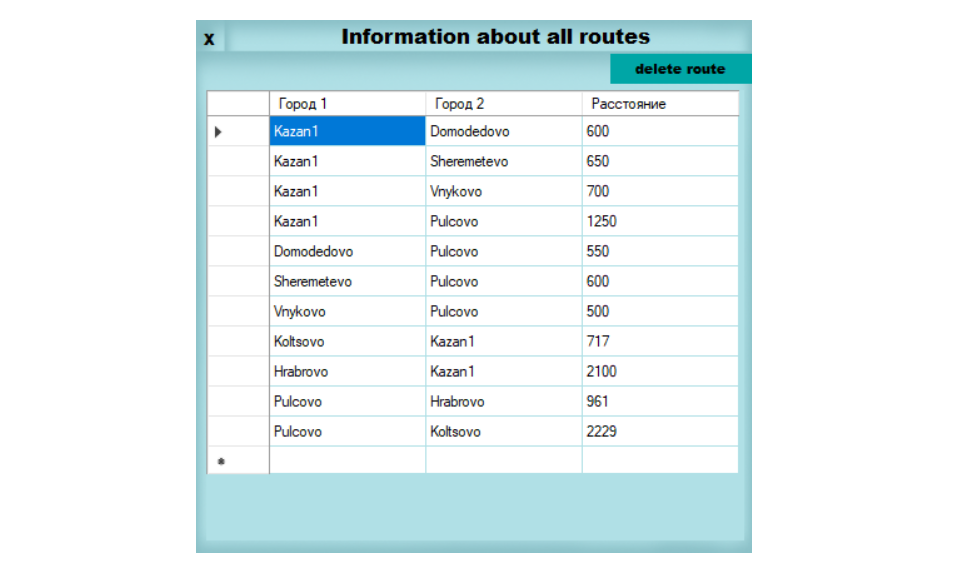 x Information about all routes
delete route
Город 1 Город 2 Расстояние
Kazan1 Domodedovo 600
Kazan1 Sheremetevo 650
Kazan1 Vnykovo 700
Kazan1 Pulcovo 1250
Domodedovo Pulcovo 550
Sheremetevo Pulcovo 600
Vnykovo Pulcovo 500
Koltsovo Kazan1 717
Hrabrovo Kazan1 2100
Pulcovo Hrabrovo 961
Pulcovo Koltsovo 2229